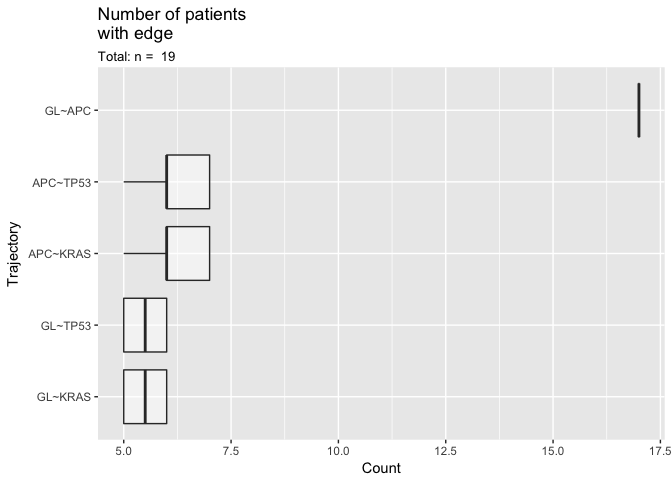 Number of patients
with edge
Total: n =  19
GL~APC
APC~TP53
APC~KRAS
GL~TP53
GL~KRAS
Trajectory
5.0 7.5 10.0 12.5 15.0 17.5
Count